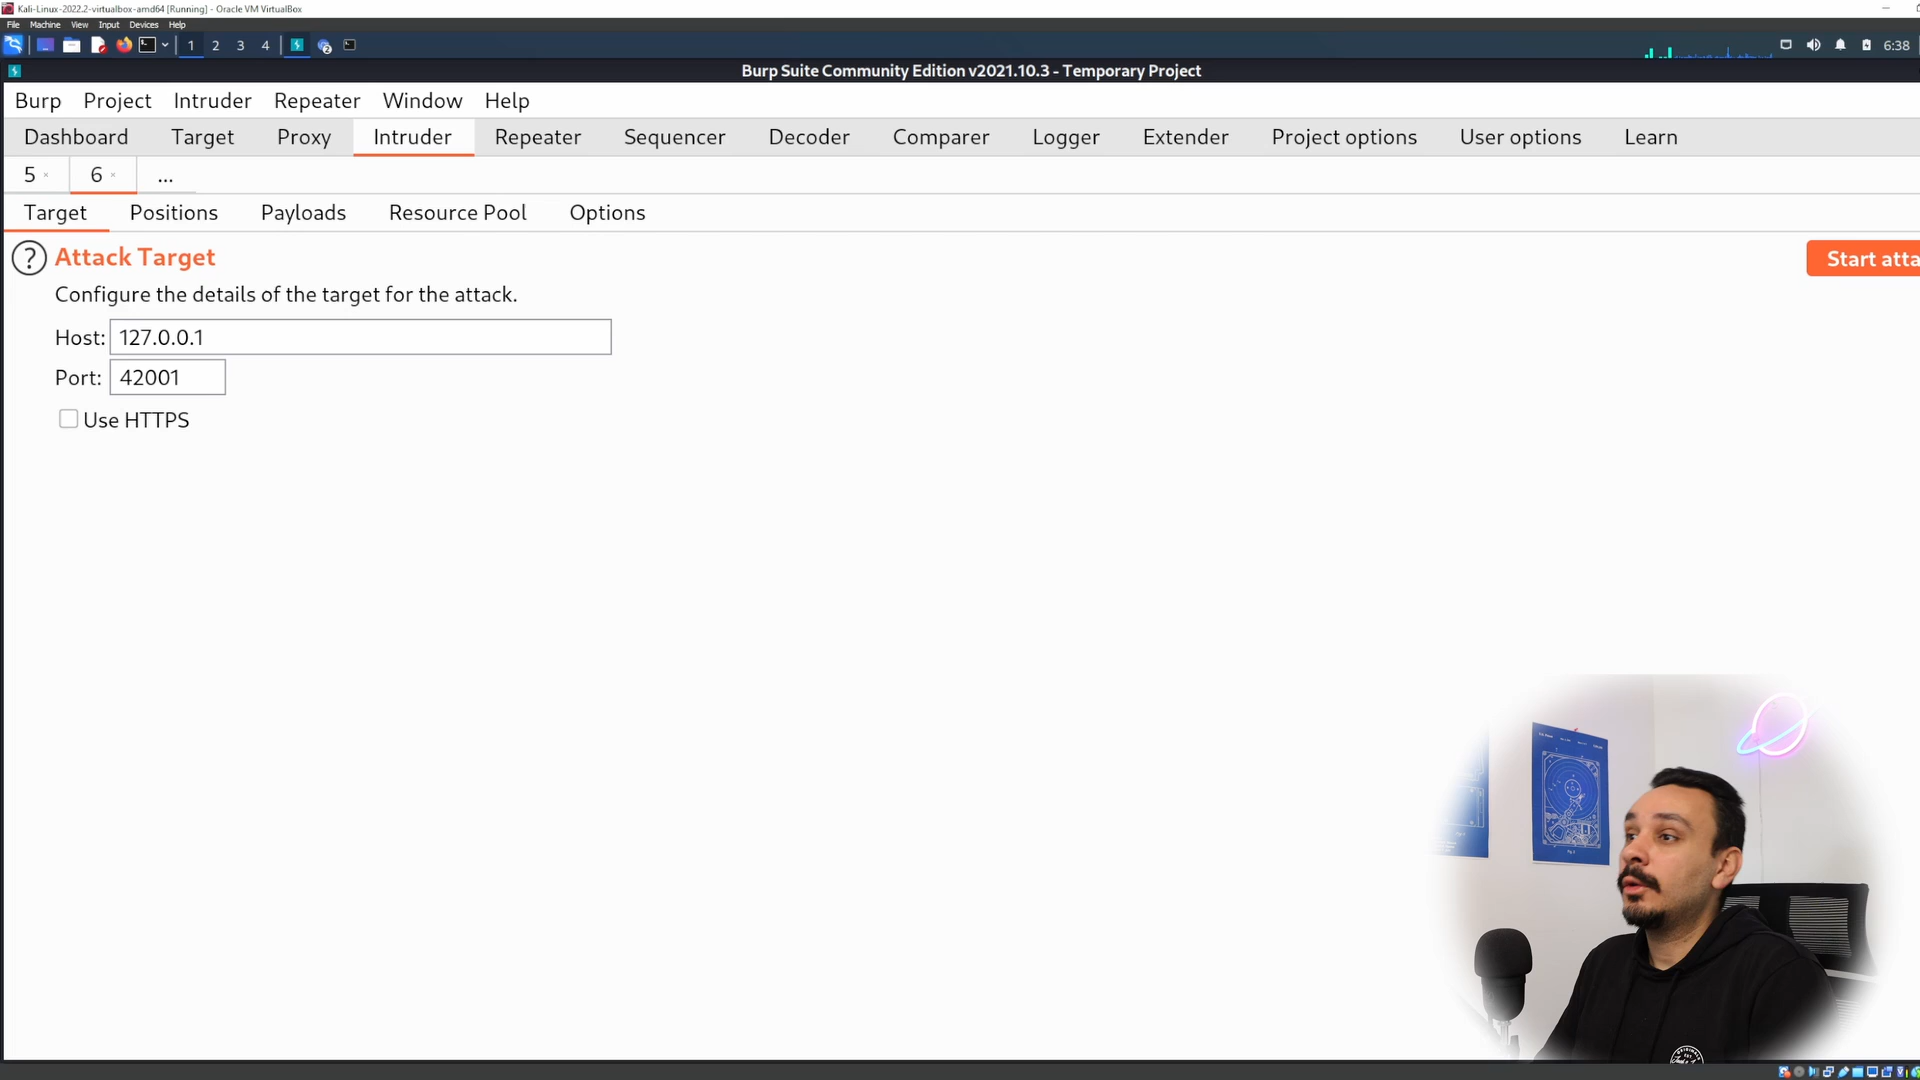 Kali-Linux-2022.2-virtualbox-amd64 [Running] - Oracle VM VirtualBox
File Machine View Input Devices Help
1 2 3 4 6:38
Burp Suite Community Edition v2021.10.3 - Temporary Project
Burp Project Intruder Repeater Window Help
Dashboard Target Proxy Intruder Repeater Sequencer Decoder Comparer Logger Extender Project options User options Learn
5 × 6 × ...
Target Positions Payloads Resource Pool Options
? Attack Target
Start atta
Configure the details of the target for the attack.
Host: 127.0.0.1
Port: 42001
Use HTTPS